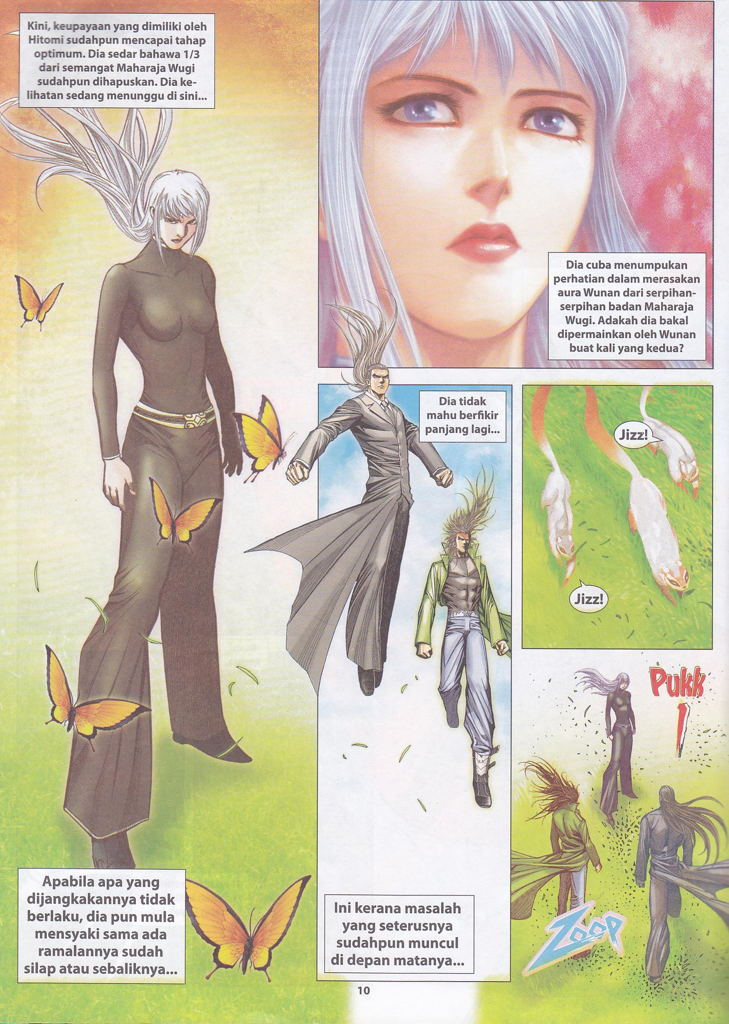 Kini, keupayaan yang dimiliki oleh
Hitomi sudahpun mencapai tahap
optimum. Dia sedar bahawa 1/3
dari semangat Maharaja Wugi
sudahpun dihapuskan. Dia ke-
lihatan sedang menunggu di sini...
Dia cuba menumpukan
perhatian dalam merasakan
aura Wunan dari serpihan-
serpihan badan Maharaja
Wugi. Adakah dia bakal
dipermainkan oleh Wunan
buat kali yang kedua?
Dia tidak
mahu berfikir
panjang lagi...
Jizz!
Jizz!
Pukk
!
Zoop
Apabila apa yang
dijangkakannya tidak
berlaku, dia pun mula
mensyaki sama ada
ramalannya sudah
silap atau sebaliknya...
Ini kerana masalah
yang seterusnya
sudahpun muncul
di depan matanya...
10